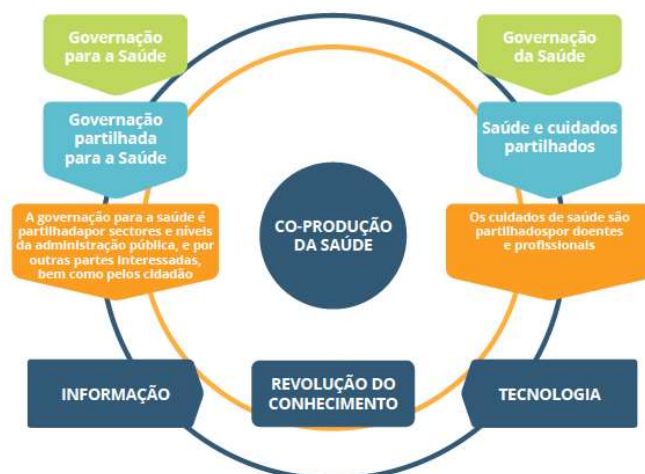 Governação
para a Saúde
Governação
partilhada
para a Saúde
A governação para a saúde é
partilhadapor sectores e níveis
da administração pública, e por
outras partes interessadas,
bem como pelos cidadão
Governação
da Saúde
Saúde e cuidados
partilhados
Os cuidados de saúde são
partilhadospor doentes
e profissionais
CO-PRODUÇÃO
DA SAÚDE
INFORMAÇÃO
REVOLUÇÃO DO
CONHECIMENTO
TECNOLOGIA